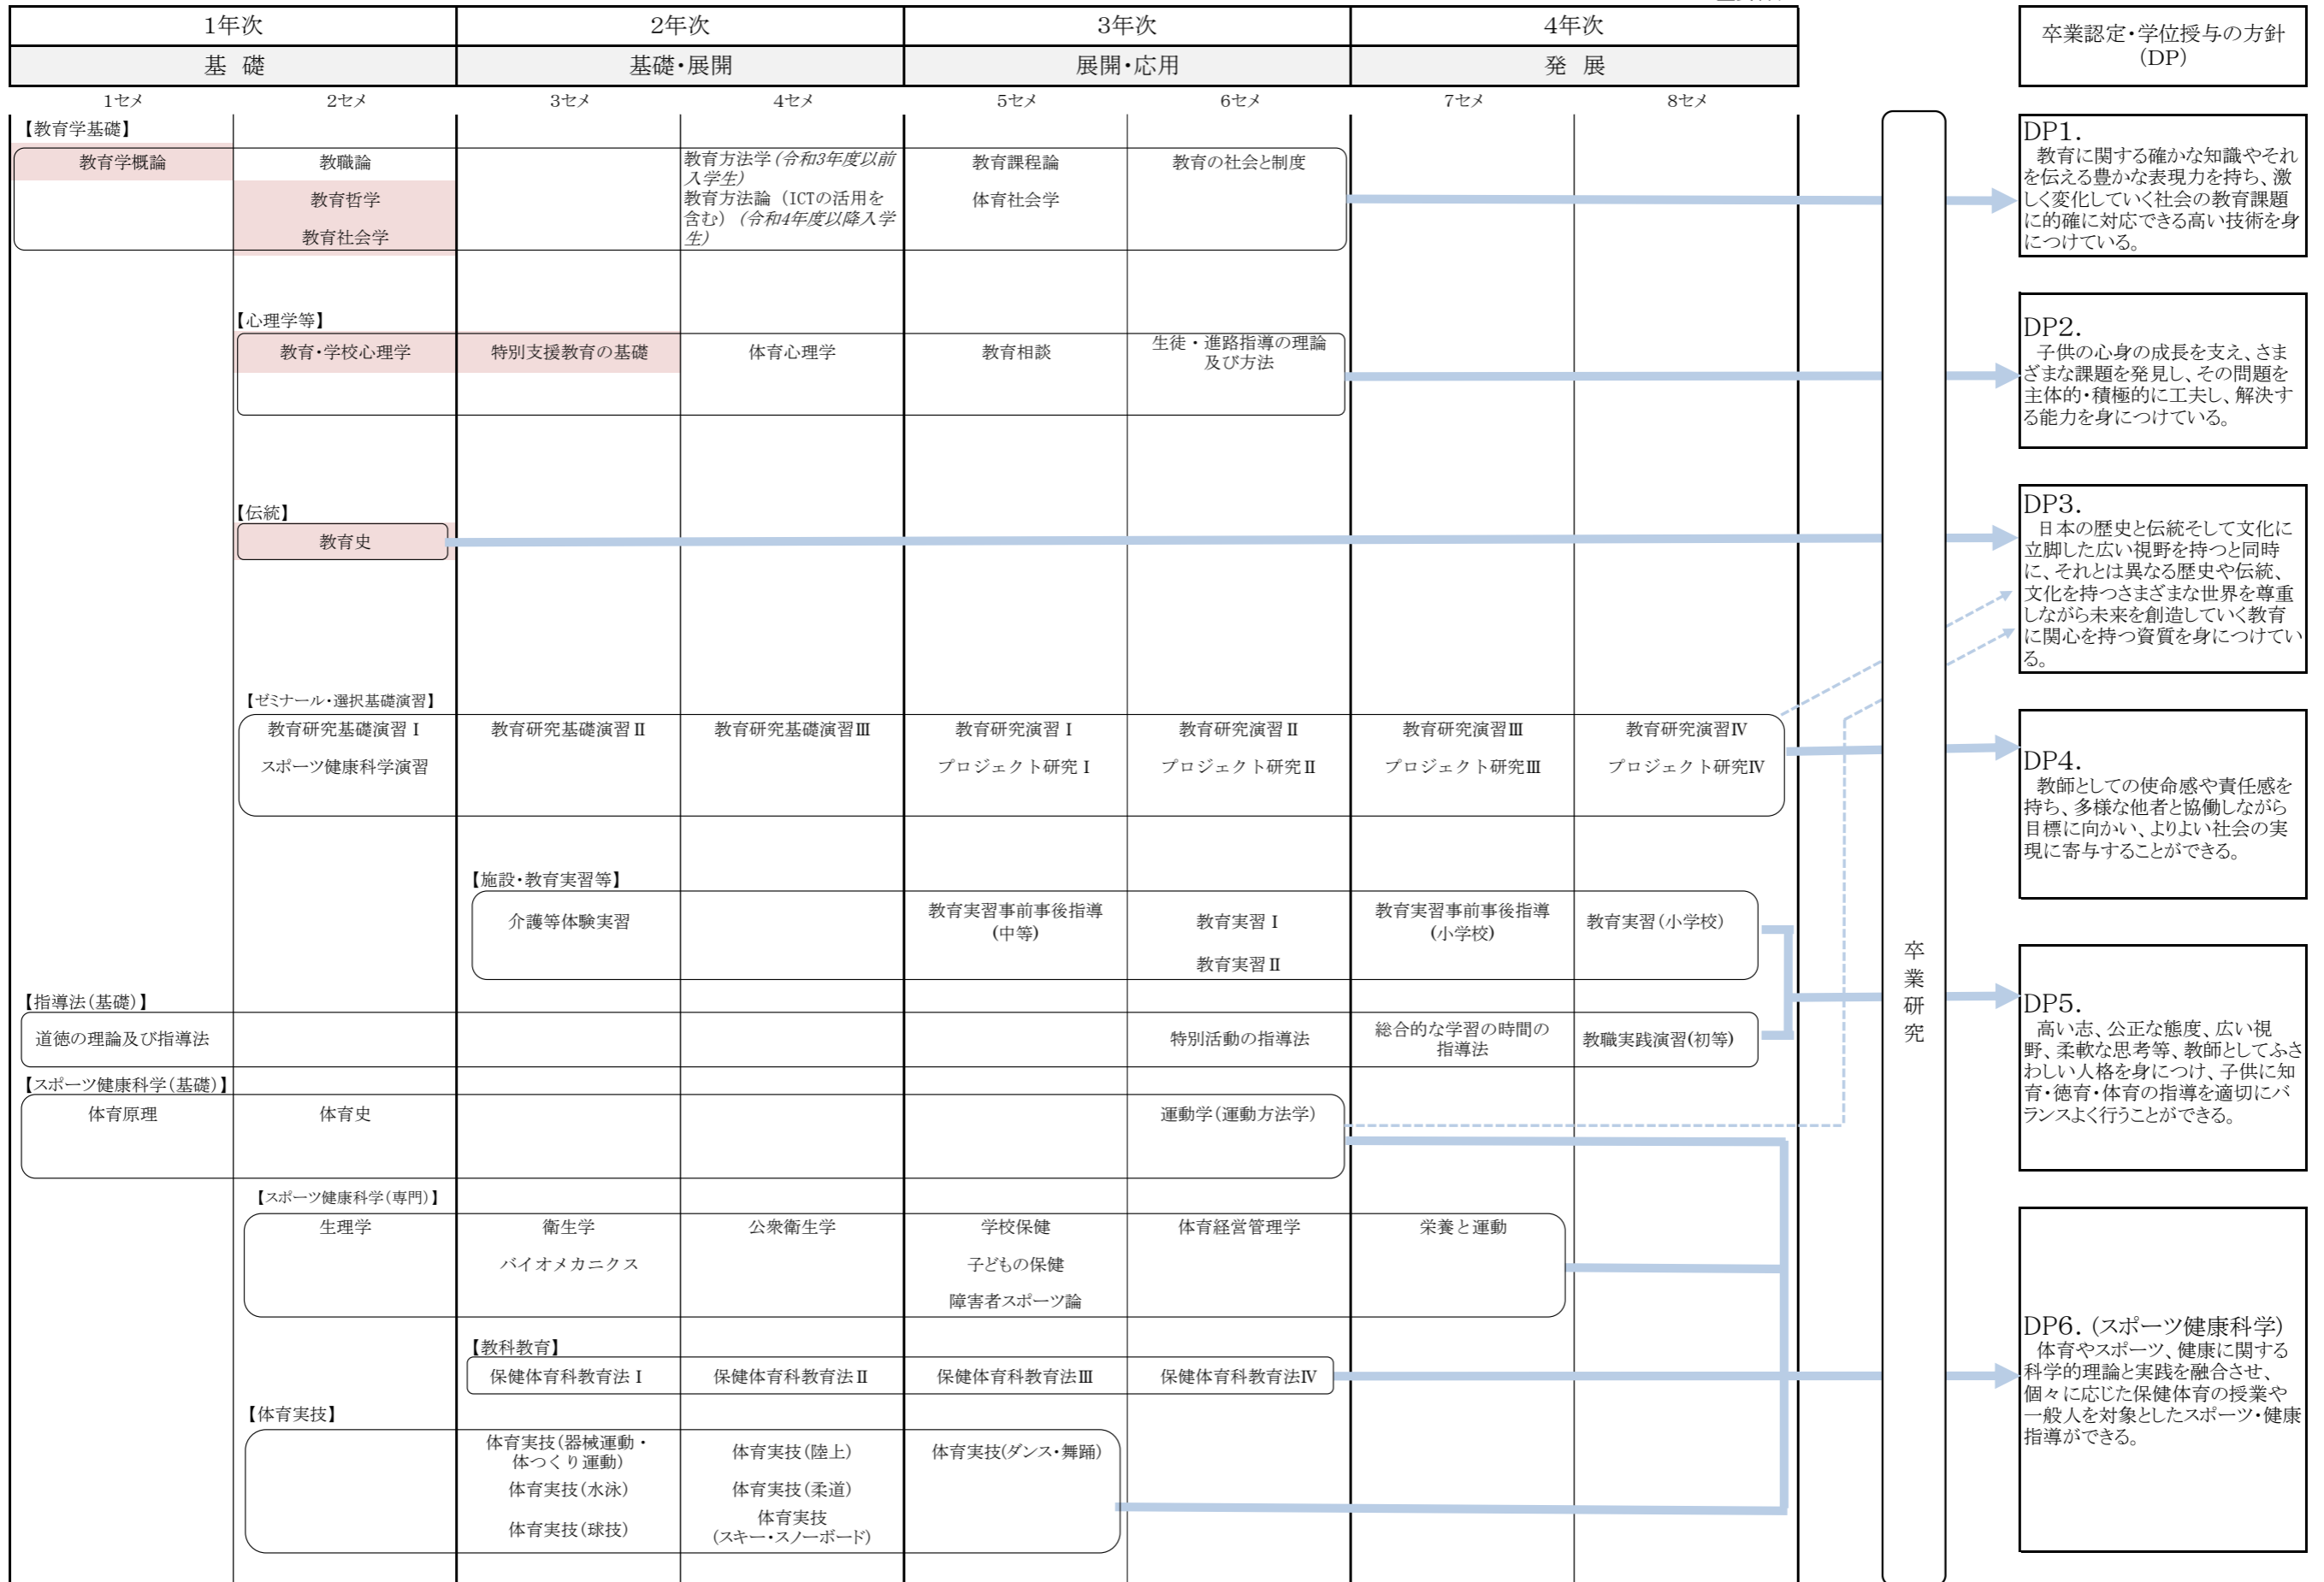 1年次
2年次
3年次
4年次
卒業認定・学位授与の方針
(DP)
基 礎
基礎・展開
展開・応用
発 展
1セメ
2セメ
3セメ
4セメ
5セメ
6セメ
7セメ
8セメ
【教育学基礎】
教育学概論
教職論
教育哲学
教育社会学
教育方法学(令和3年度以前
入学生)
教育方法論（ICTの活用を
含む）(令和4年度以降入学
生)
教育課程論
体育社会学
教育の社会と制度
DP1.
教育に関する確かな知識やそれ
を伝える豊かな表現力を持ち、激
しく変化していく社会の教育課題
に的確に対応できる高い技術を身
につけている。
【心理学等】
教育・学校心理学
特別支援教育の基礎
体育心理学
教育相談
生徒・進路指導の理論
及び方法
DP2.
子供の心身の成長を支え、さま
ざまな課題を発見し、その問題を
主体的・積極的に工夫し、解決す
る能力を身につけている。
【伝統】
教育史
DP3.
日本の歴史と伝統そして文化に
立脚した広い視野を持つと同時
に、それとは異なる歴史や伝統、
文化を持つさまざまな世界を尊重
しながら未来を創造していく教育
に関心を持つ資質を身につけてい
る。
【ゼミナール・選択基礎演習】
教育研究基礎演習Ⅰ
スポーツ健康科学演習
教育研究基礎演習Ⅱ
教育研究基礎演習Ⅲ
教育研究演習Ⅰ
プロジェクト研究Ⅰ
教育研究演習Ⅱ
プロジェクト研究Ⅱ
教育研究演習Ⅲ
プロジェクト研究Ⅲ
教育研究演習Ⅳ
プロジェクト研究Ⅳ
DP4.
教師としての使命感や責任感を
持ち、多様な他者と協働しながら
目標に向かい、よりよい社会の実
現に寄与することができる。
【施設・教育実習等】
介護等体験実習
教育実習事前事後指導
(中等)
教育実習Ⅰ
教育実習Ⅱ
教育実習事前事後指導
(小学校)
教育実習(小学校)
卒業研究
【指導法(基礎)】
道徳の理論及び指導法
特別活動の指導法
総合的な学習の時間の
指導法
教職実践演習(初等)
DP5.
高い志、公正な態度、広い視
野、柔軟な思考等、教師としてふさ
わしい人格を身につけ、子供に知
育・徳育・体育の指導を適切にバ
ランスよく行うことができる。
【スポーツ健康科学(基礎)】
体育原理
体育史
運動学(運動方法学)
【スポーツ健康科学(専門)】
生理学
衛生学
バイオメカニクス
公衆衛生学
学校保健
子どもの保健
障害者スポーツ論
体育経営管理学
栄養と運動
【教科教育】
保健体育科教育法Ⅰ
保健体育科教育法Ⅱ
保健体育科教育法Ⅲ
保健体育科教育法Ⅳ
DP6. (スポーツ健康科学)
体育やスポーツ、健康に関する
科学的理論と実践を融合させ、
個々に応じた保健体育の授業や
一般人を対象としたスポーツ・健康
指導ができる。
【体育実技】
体育実技(器械運動・
体つくり運動)
体育実技(水泳)
体育実技(球技)
体育実技(陸上)
体育実技(柔道)
体育実技
(スキー・スノーボード)
体育実技(ダンス・舞踊)